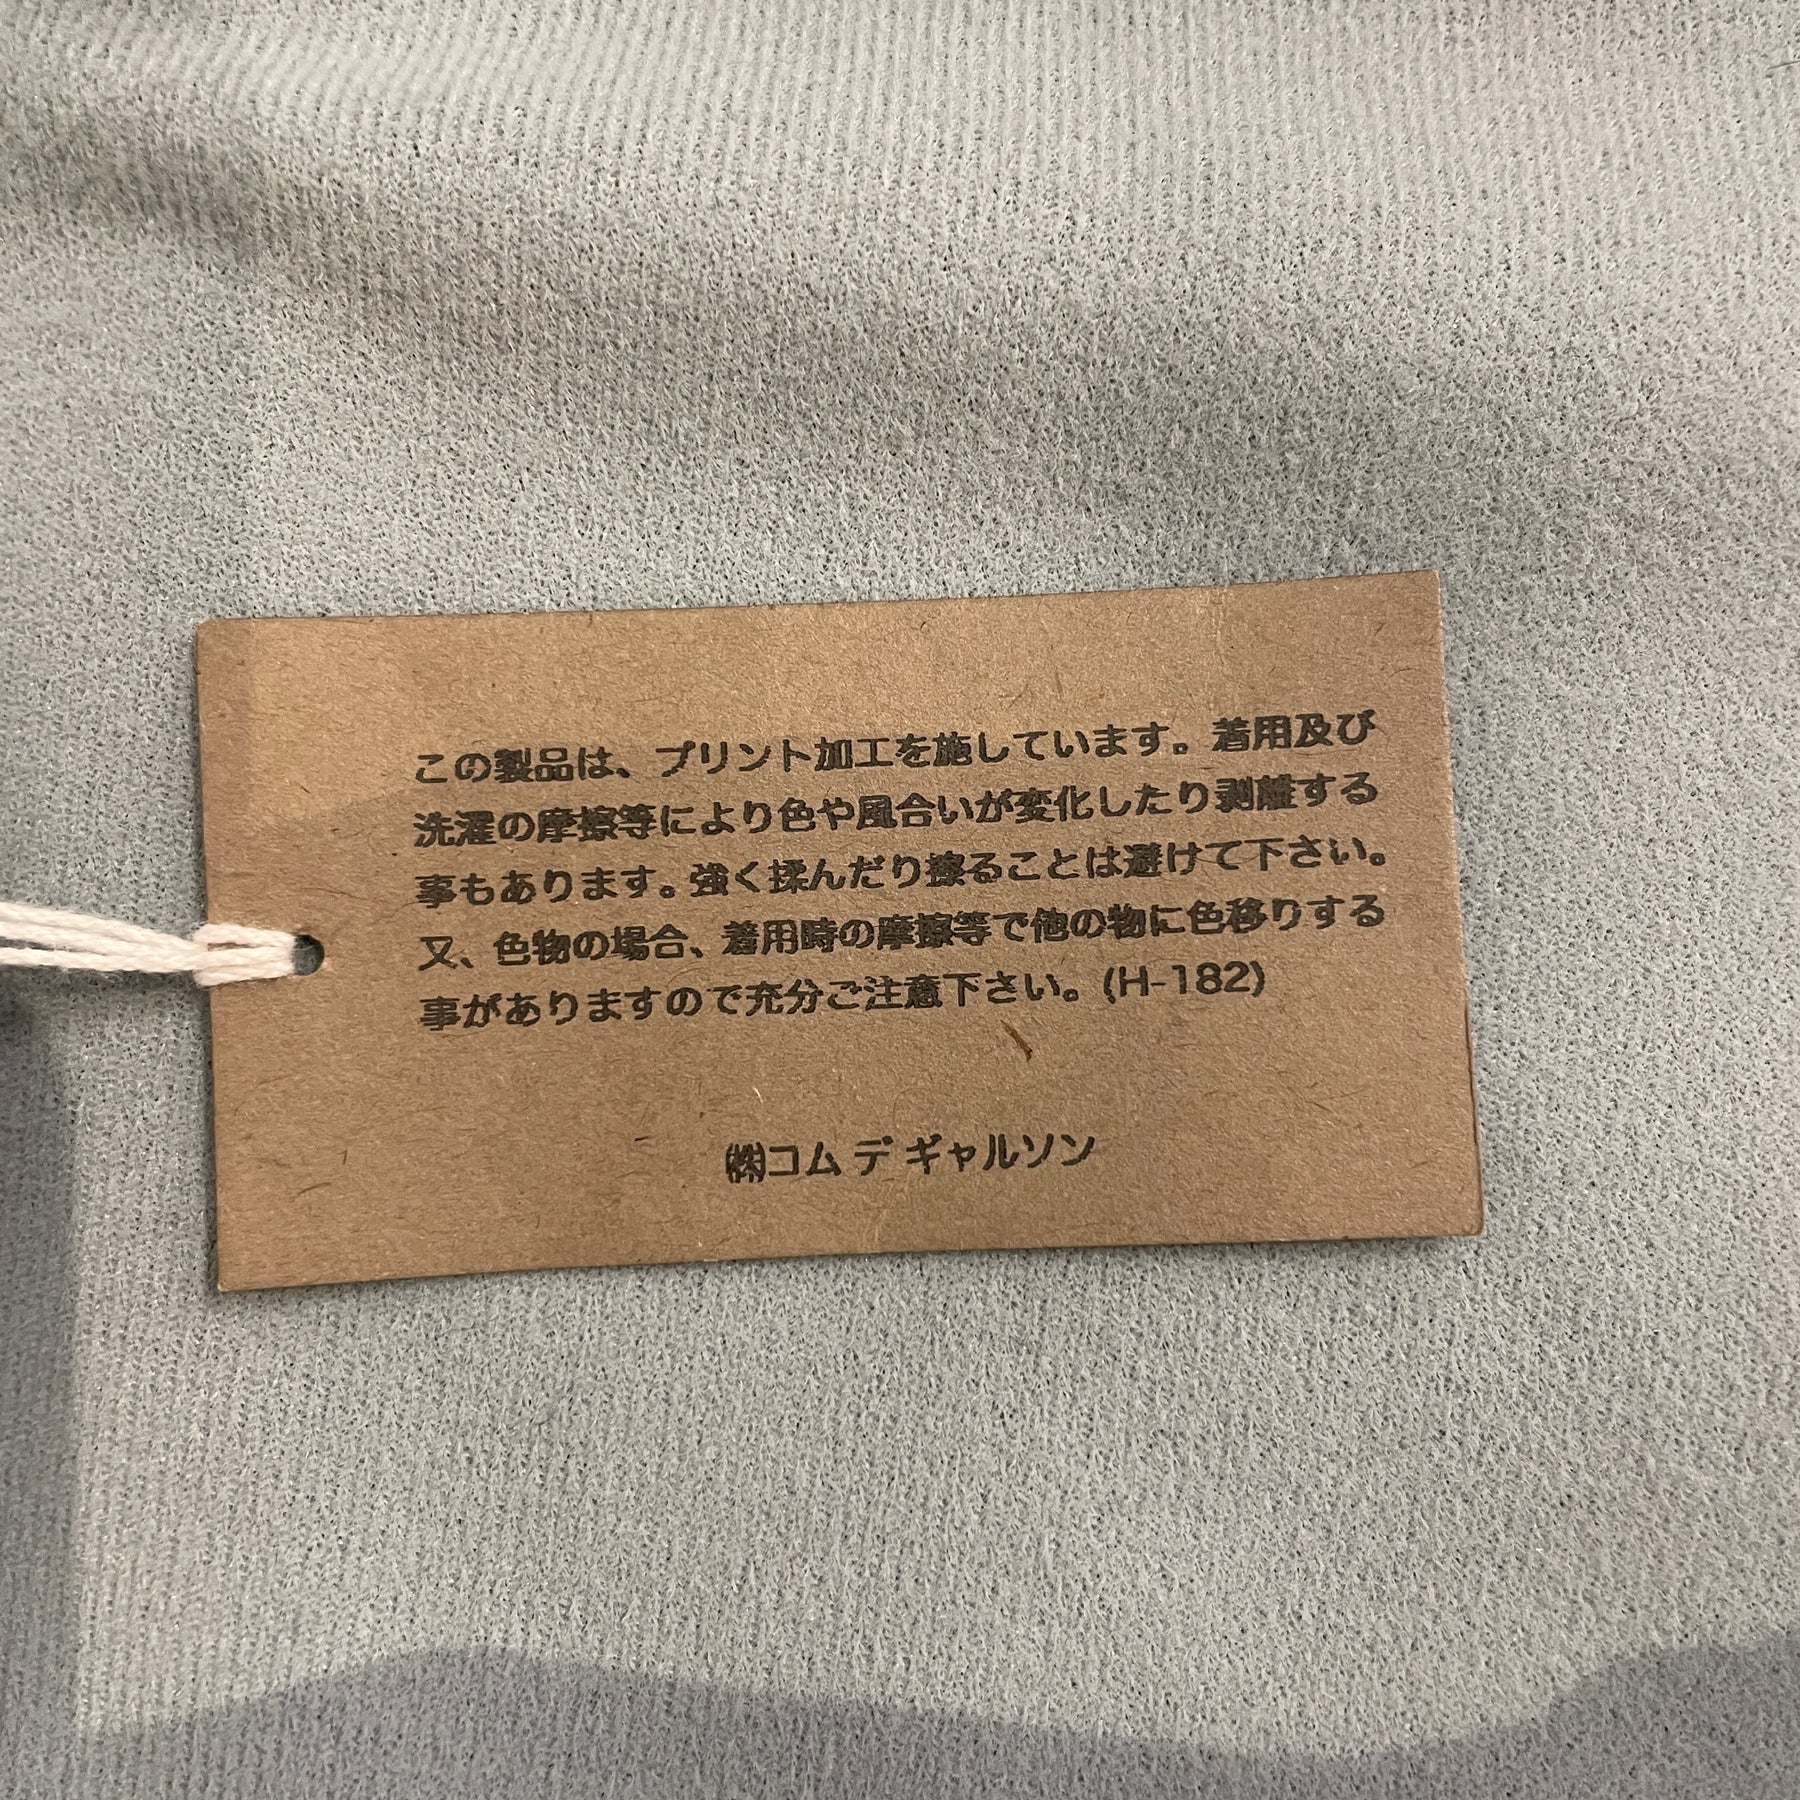 この製品は、プリント加工を施しています。着用及び
洗濯の摩擦等により色や風合いが変化したり剥離する
事もあります。強く揉んだり擦ることは避けて下さい。
又、色物の場合、着用時の摩擦等で他の物に色移りする
事がありますので充分ご注意下さい。(H-182)
㈱コム デ ギャルソン